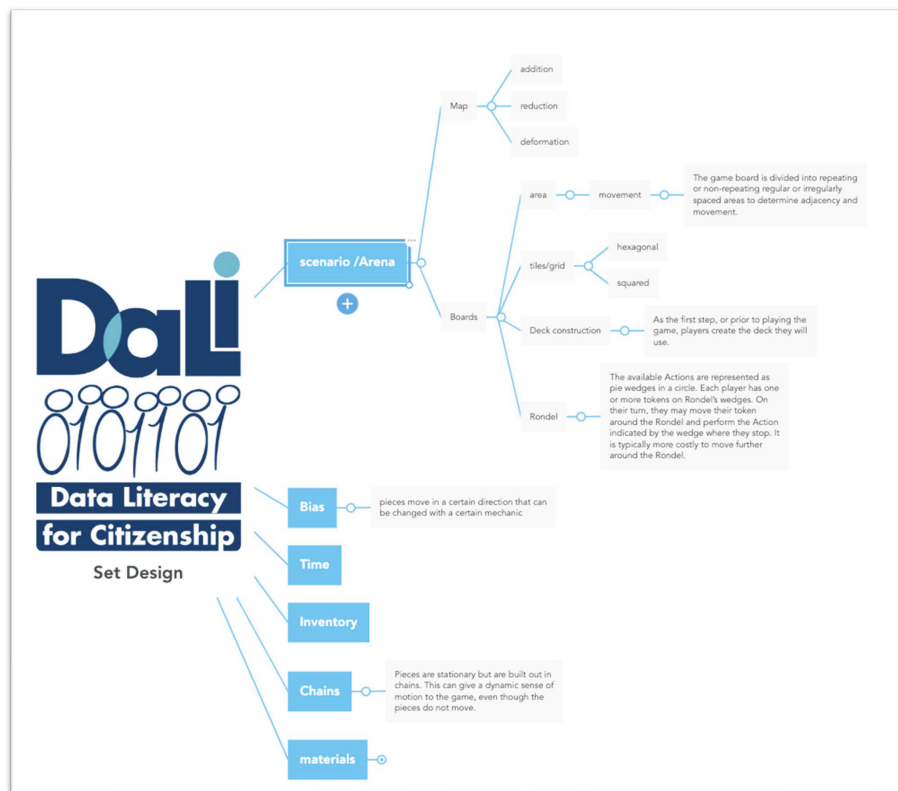 addition
Map
reduction
deformation
The game board is divided into repeating
or non-repeating regular or irregularly
spaced areas to determine adjacency and
movement.
area
movement
hexagonal
scenario /Arena
tiles/grid
squared
Boards
As the first step, or prior to playing the
game, players create the deck they will
use.
Deck construction
The available Actions are represented as
pie wedges in a circle. Each player has one
or more tokens on Rondel's wedges. On
their turn, they may move their token
around the Rondel and perform the Action
indicated by the wedge where they stop. It
is typically more costly to move further
around the Rondel.
Rondel
DaLi
Data Literacy
for Citizenship
Set Design
Bias
pieces move in a certain direction that can
be changed with a certain mechanic
Time
Inventory
Chains
Pieces are stationary but are built out in
chains. This can give a dynamic sense of
motion to the game, even though the
pieces do not move.
materials